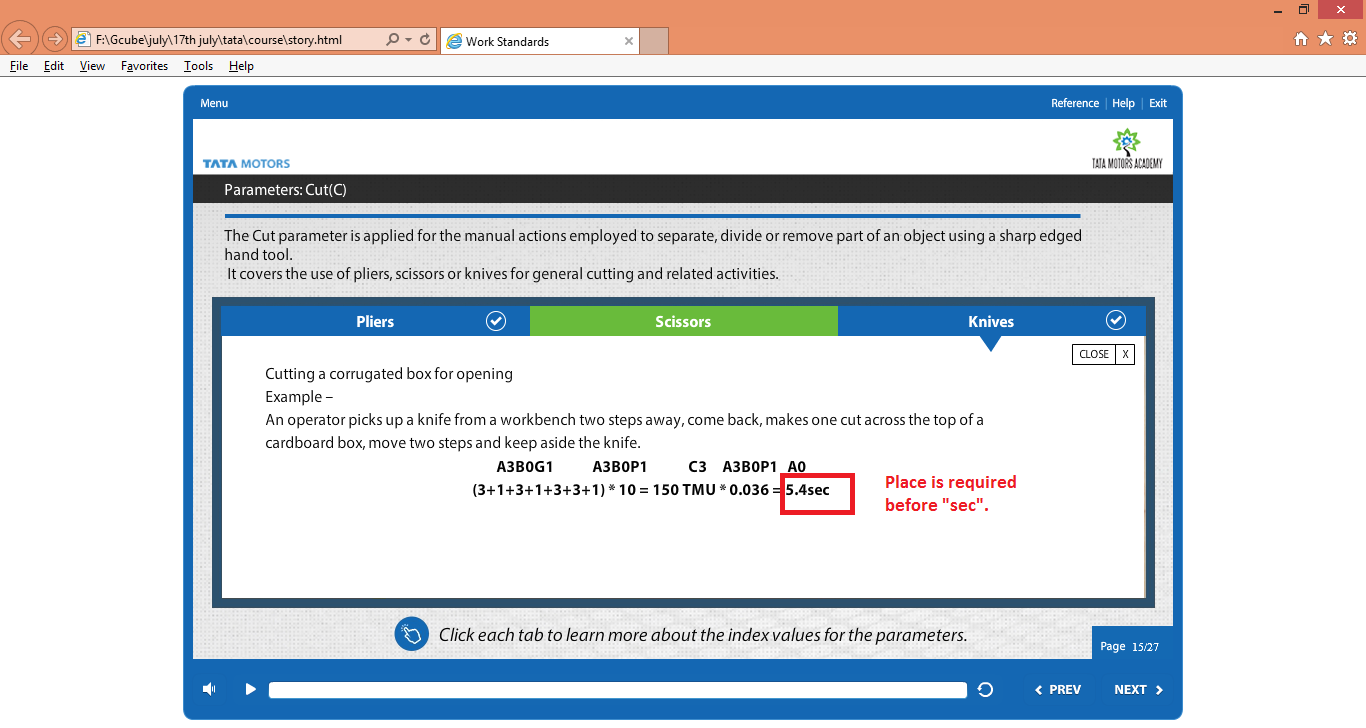 F:\Gcube\july\17th july\tata\course\story.html
Work Standards
File Edit View Favorites Tools Help
Menu
Reference | Help | Exit
TATA MOTORS
TATA MOTORS ACADEMY
Parameters: Cut(C)
The Cut parameter is applied for the manual actions employed to separate, divide or remove part of an object using a sharp edged
hand tool.
It covers the use of pliers, scissors or knives for general cutting and related activities.
Pliers Scissors Knives
CLOSE X
Cutting a corrugated box for opening
Example –
An operator picks up a knife from a workbench two steps away, come back, makes one cut across the top of a
cardboard box, move two steps and keep aside the knife.
A3B0G1 A3B0P1 C3 A3B0P1 A0
(3+1+3+1+3+3+1) * 10 = 150 TMU * 0.036 = 5.4sec
Place is required
before "sec".
Click each tab to learn more about the index values for the parameters.
Page 15/27
PREV NEXT